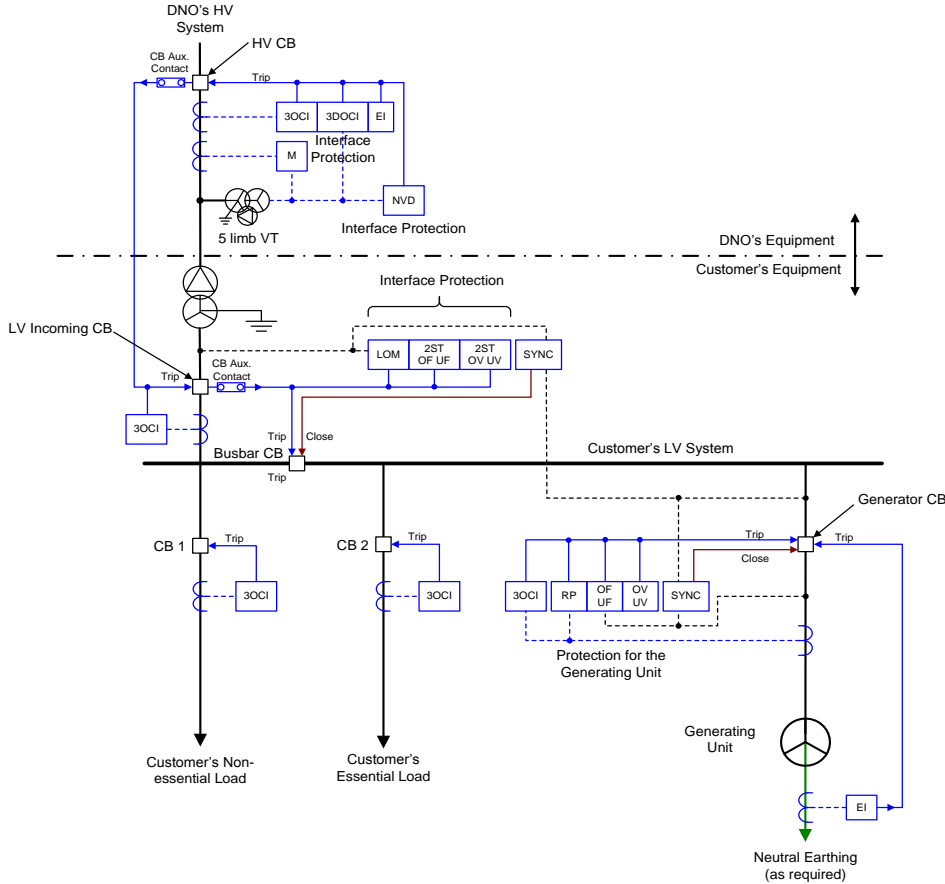 DNO's HV
System
HV CB
CB Aux.
Contact
Trip
3OCI
3DOCI
EI
Interface
Protection
M
NVD
5 limb VT
Interface Protection
DNO's Equipment
Customer's Equipment
Interface Protection
LV Incoming CB
LOM
2ST
OF UF
2ST
OV UV
SYNC
Trip
CB Aux.
Contact
3OCI
Trip
Close
Busbar CB
Customer's LV System
Trip
Generator CB
CB 1
Trip
CB 2
Trip
Trip
Trip
Close
3OCI
3OCI
3OCI
RP
OF
UF
OV
UV
SYNC
Protection for the
Generating Unit
Generating
Unit
Customer's Non-
essential Load
Customer's
Essential Load
EI
Neutral Earthing
(as required)